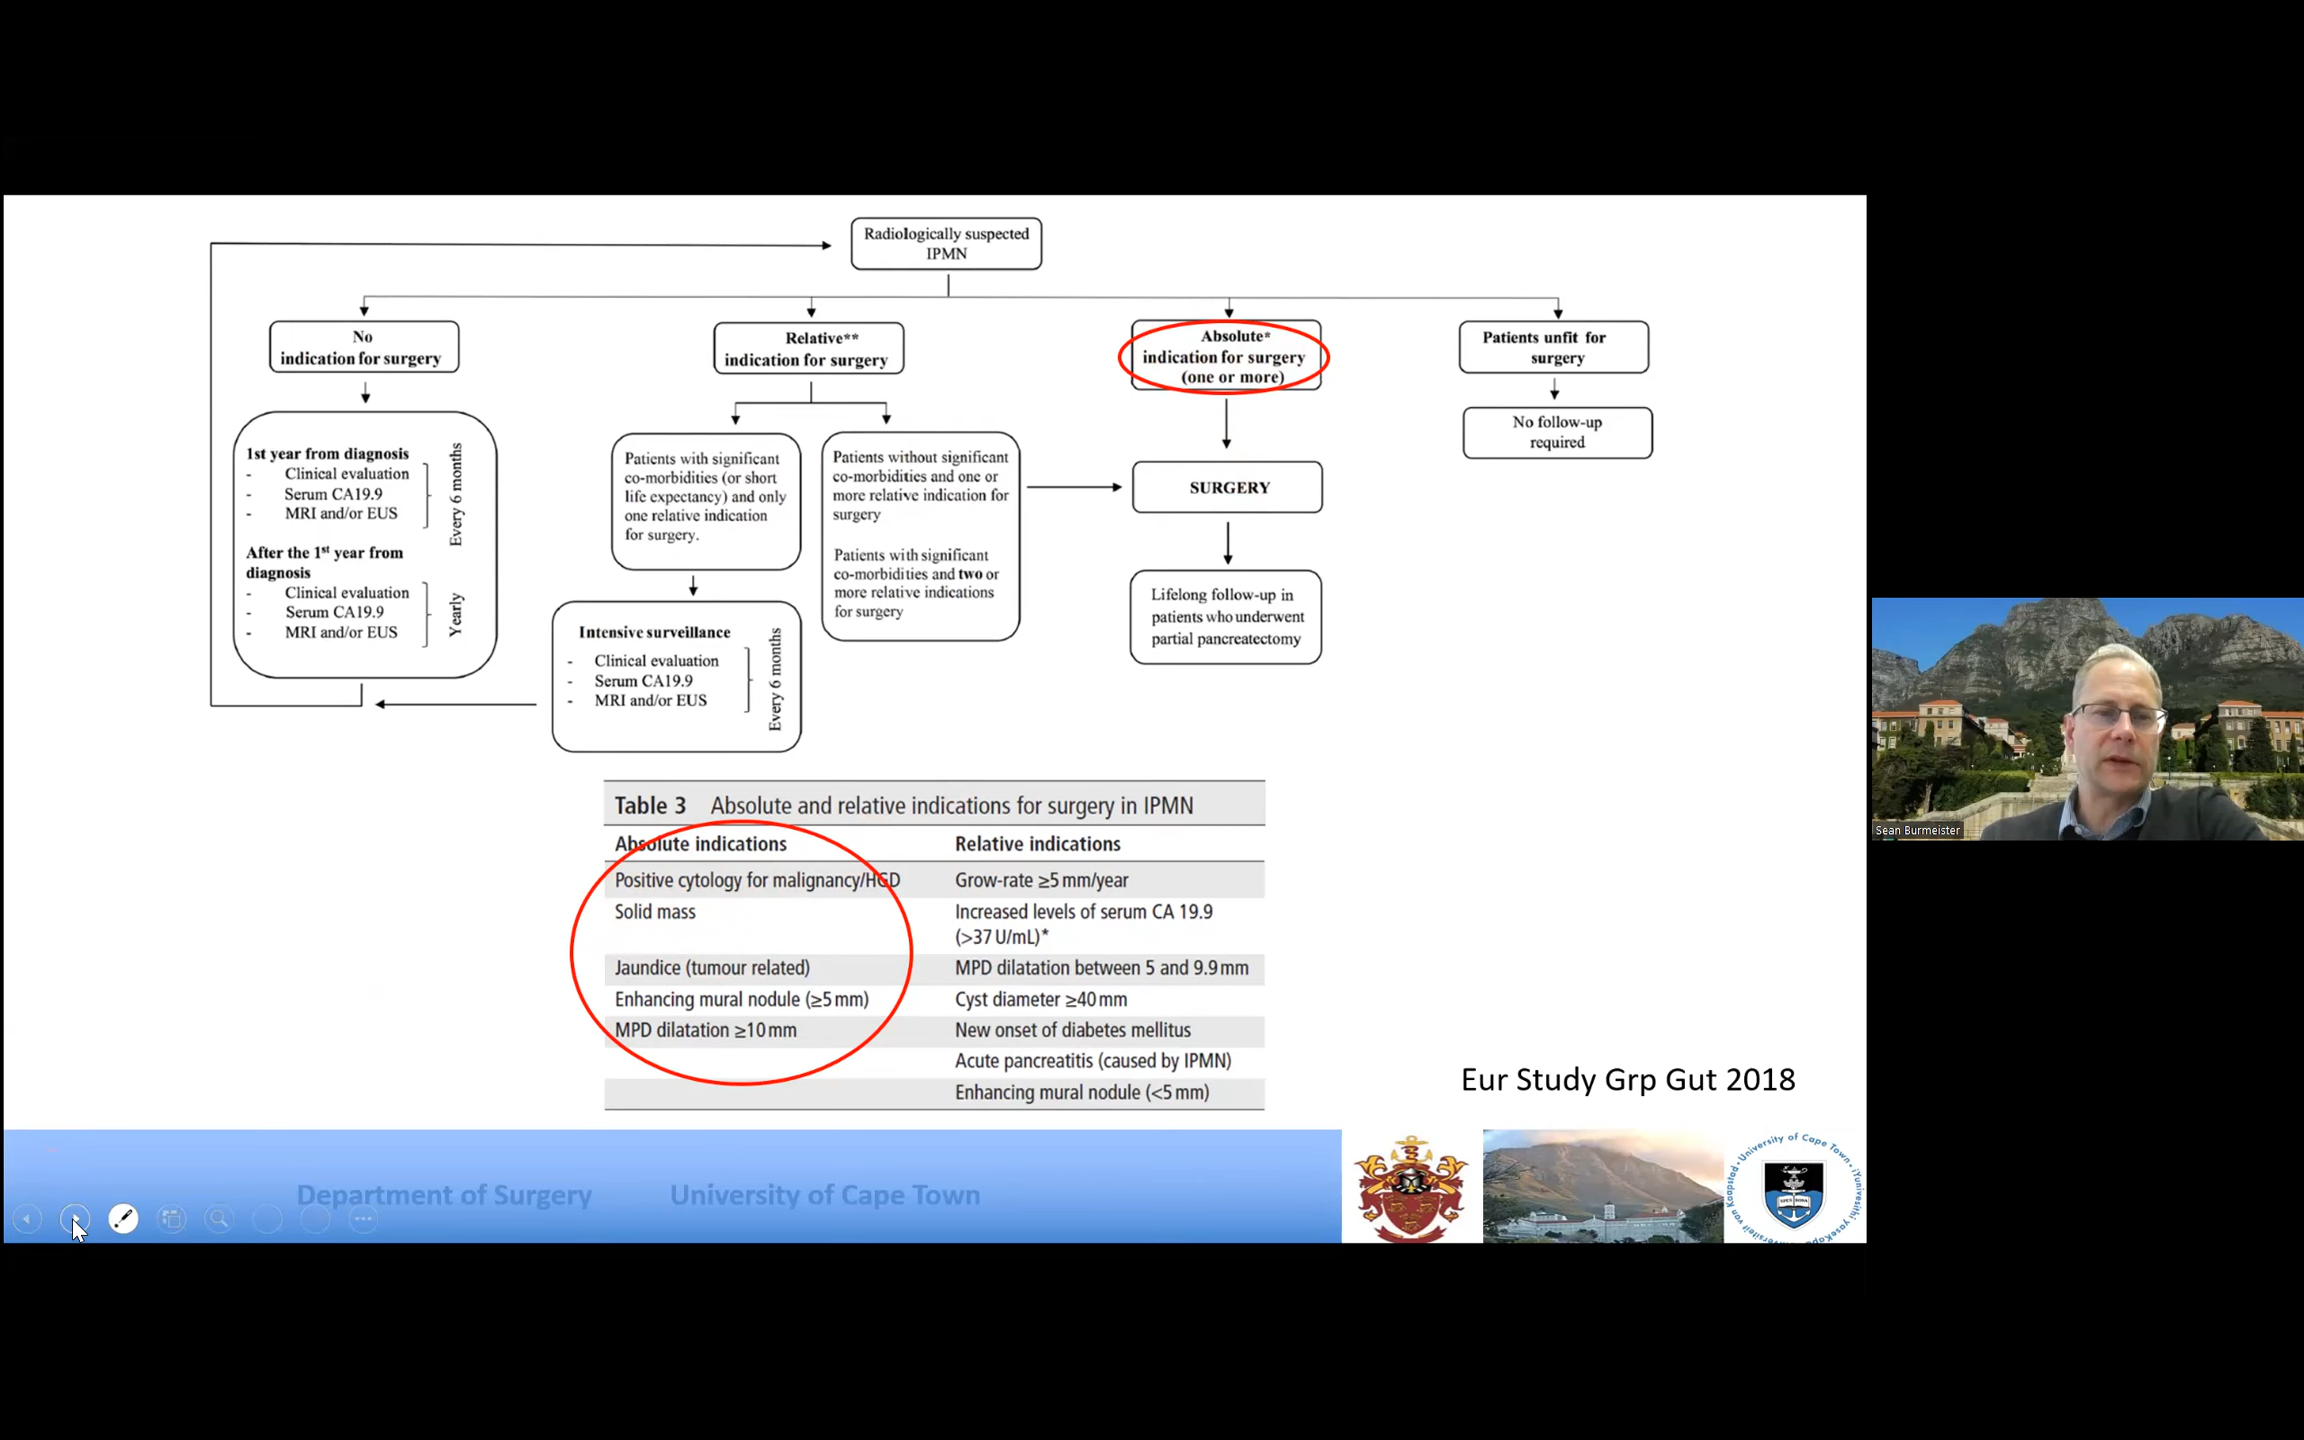 Radiologically suspected
IPMN
No
indication for surgery
Relative**
indication for surgery
Absolute*
indication for surgery
(one or more)
Patients unfit for
surgery
1st year from diagnosis
- Clinical evaluation
- Serum CA19.9
- MRI and/or EUS
Every 6 months
After the 1st year from
diagnosis
- Clinical evaluation
- Serum CA19.9
- MRI and/or EUS
Yearly
Patients with significant
co-morbidities (or short
life expectancy) and only
one relative indication
for surgery.
Patients without significant
co-morbidities and one or
more relative indication for
surgery
Patients with significant
co-morbidities and two or
more relative indications
for surgery
SURGERY
No follow-up
required
Intensive surveillance
- Clinical evaluation
- Serum CA19.9
- MRI and/or EUS
Every 6 months
Lifelong follow-up in
patients who underwent
partial pancreatectomy
Table 3 Absolute and relative indications for surgery in IPMN
Absolute indications Relative indications
Positive cytology for malignancy/HGD Grow-rate ≥5 mm/year
Solid mass Increased levels of serum CA 19.9
(>37 U/mL)*
Jaundice (tumour related) MPD dilatation between 5 and 9.9 mm
Enhancing mural nodule (≥5 mm) Cyst diameter ≥40 mm
MPD dilatation ≥10 mm New onset of diabetes mellitus
Acute pancreatitis (caused by IPMN)
Enhancing mural nodule (<5 mm)
Eur Study Grp Gut 2018
Department of Surgery University of Cape Town
University of Cape Town
Sean Burmeister